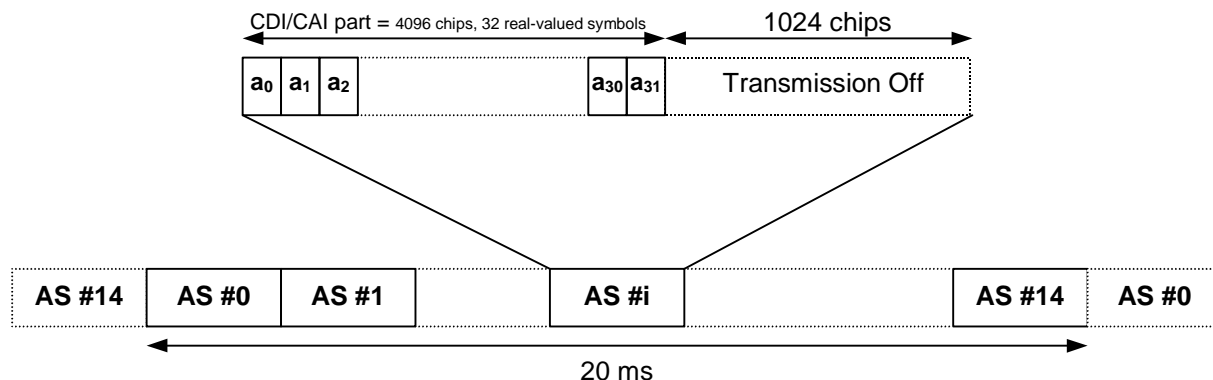 CDI/CAI part = 4096 chips, 32 real-valued symbols
1024 chips
a0 a1 a2 a30 a31 Transmission Off
AS #14 AS #0 AS #1 AS #i AS #14 AS #0
20 ms